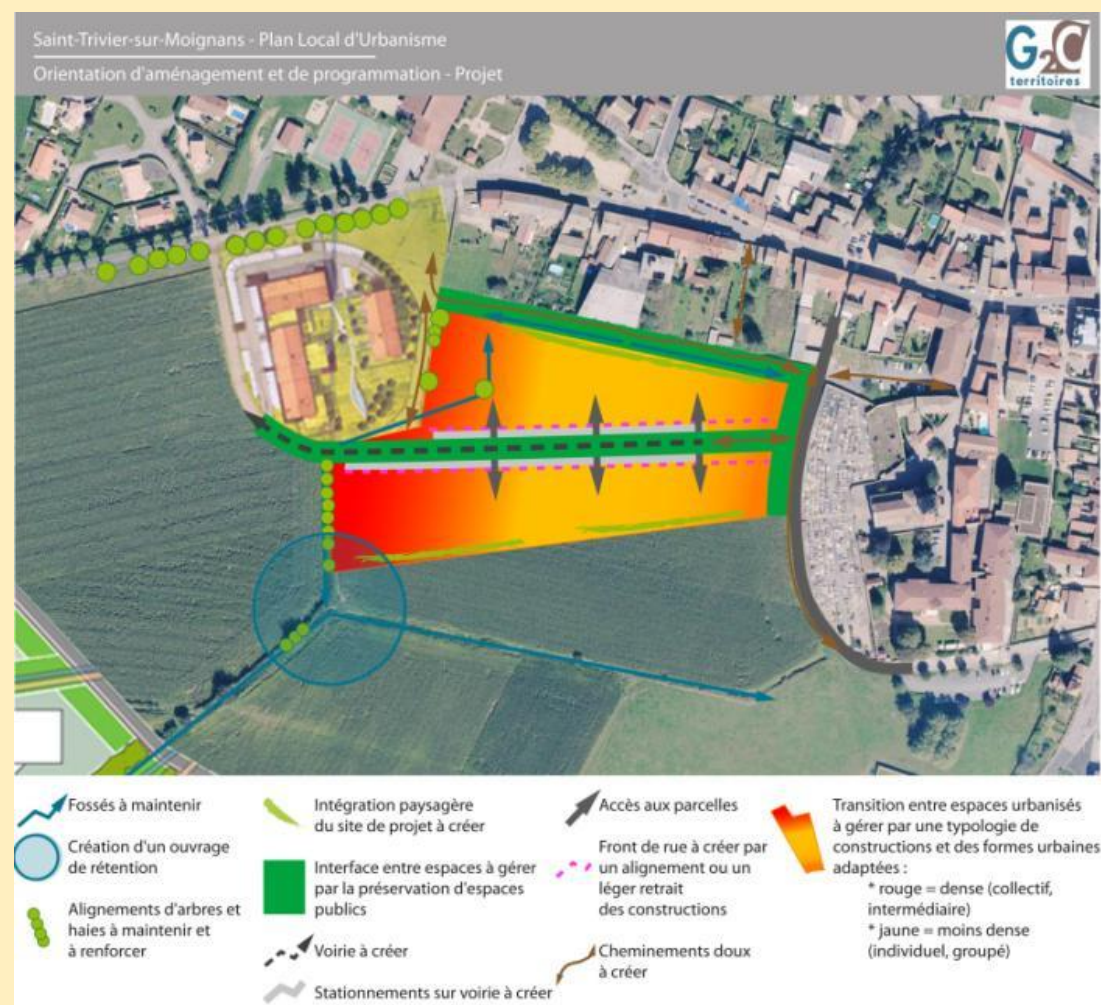 Saint-Trivier-sur-Moignans - Plan Local d'Urbanisme
Orientation d'aménagement et de programmation - Projet
G2C
territoires
Fossés à maintenir
Création d'un ouvrage
de rétention
Alignements d'arbres et
haies à maintenir et
à renforcer
Intégration paysagère
du site de projet à créer
Interface entre espaces à gérer
par la préservation d'espaces
publics
Voirie à créer
Stationnements sur voirie à créer
Accès aux parcelles
Front de rue à créer par
un alignement ou un
léger retrait
des constructions
Cheminements doux
à créer
Transition entre espaces urbanisés
à gérer par une typologie de
constructions et des formes urbaines
adaptées :
* rouge = dense (collectif,
intermédiaire)
* jaune = moins dense
(individuel, groupé)